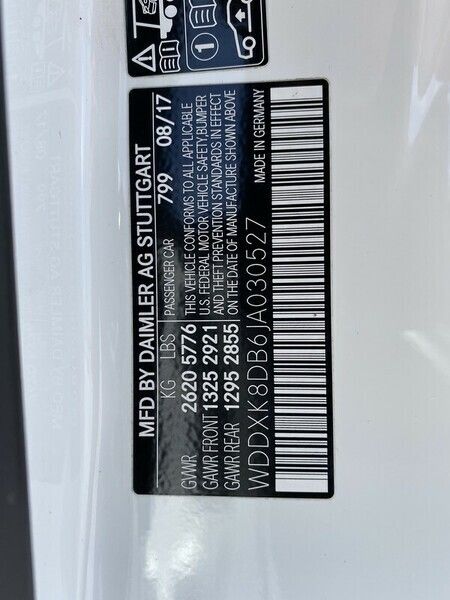 MFD BY DAIMLER AG STUTTGART
KG LBS PASSENGER CAR 799 08/17
GVWR 2620 5776 THIS VEHICLE CONFORMS TO ALL APPLICABLE
GAWR FRONT 1325 2921 U.S. FEDERAL MOTOR VEHICLE SAFETY, BUMPER
GAWR REAR 1295 2855 AND THEFT PREVENTION STANDARDS IN EFFECT
ON THE DATE OF MANUFACTURE SHOWN ABOVE
WDDXK8DB6JA030527 MADE IN GERMANY
1